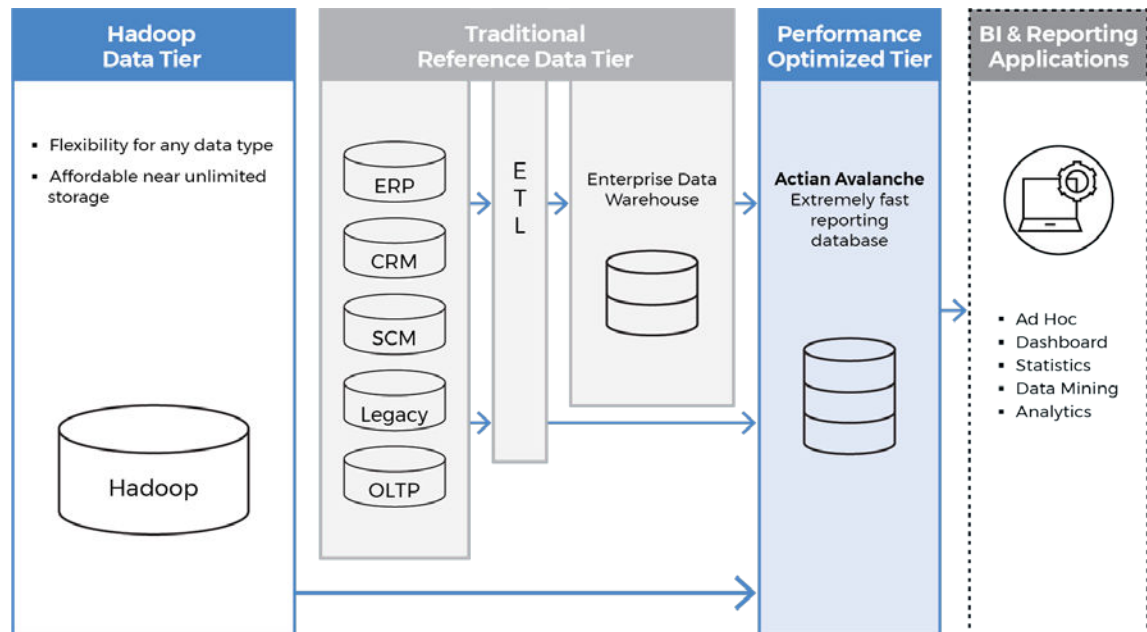 Hadoop
Data Tier
▪ Flexibility for any data type
▪ Affordable near unlimited
storage
Hadoop
Traditional
Reference Data Tier
ERP
CRM
SCM
Legacy
OLTP
E
T
L
Enterprise Data
Warehouse
Performance
Optimized Tier
Actian Avalanche
Extremely fast
reporting
database
BI & Reporting
Applications
▪ Ad Hoc
▪ Dashboard
▪ Statistics
▪ Data Mining
▪ Analytics